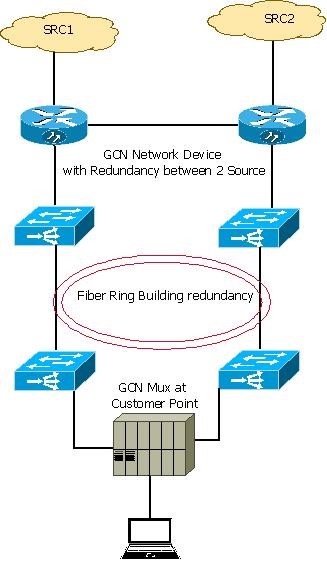 SRC1
SRC2
GCN Network Device
with Redundancy between 2 Source
Fiber Ring Building redundancy
GCN Mux at
Customer Point